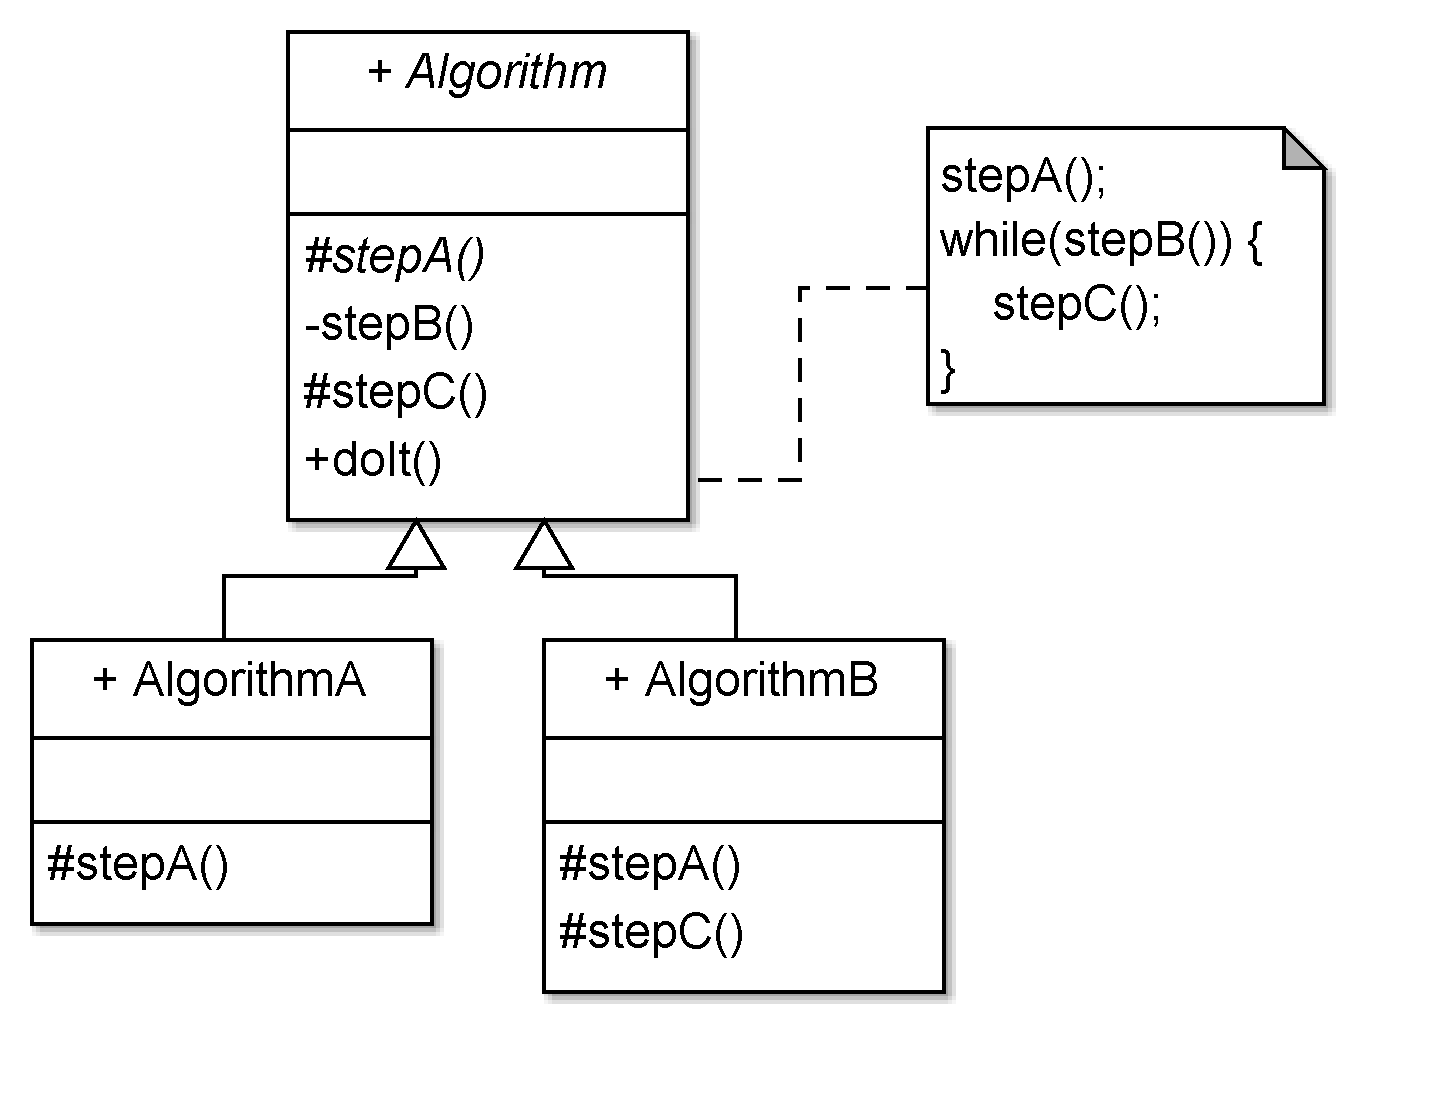 + Algorithm
#stepA()
-stepB()
#stepC()
+doIt()
stepA();
while(stepB()) {
    stepC();
}
+ AlgorithmA
#stepA()
+ AlgorithmB
#stepA()
#stepC()